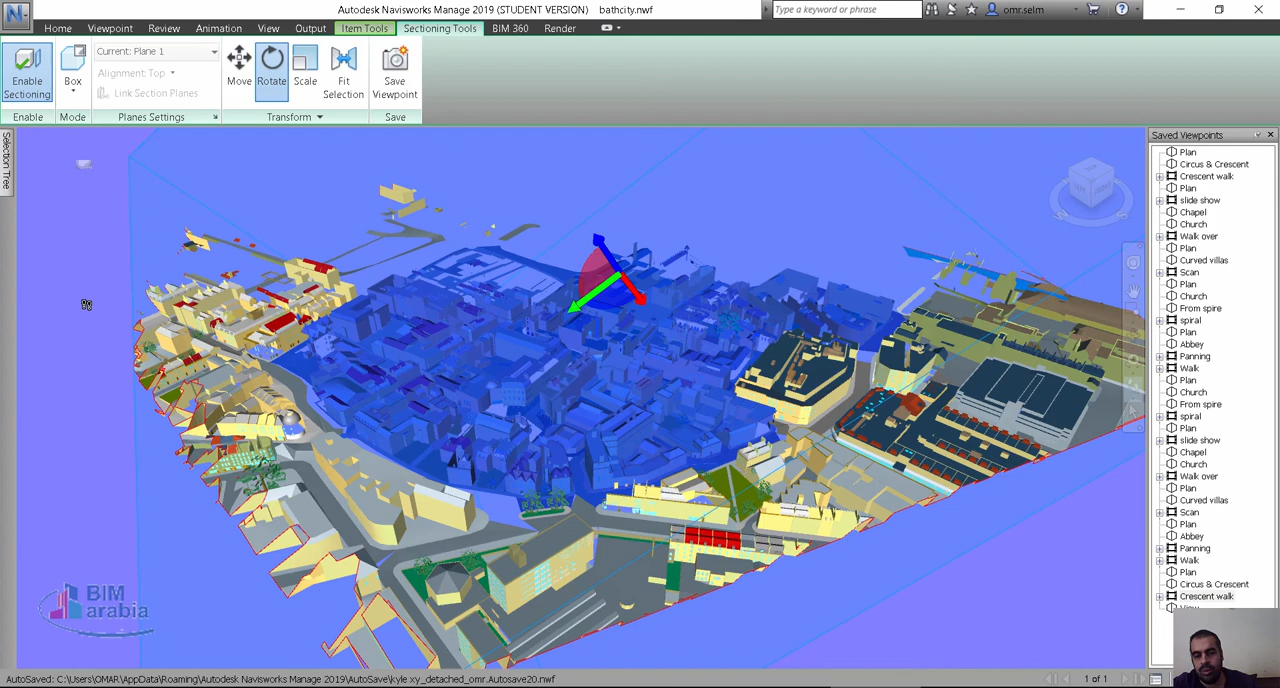 Autodesk Navisworks Manage 2019 (STUDENT VERSION) bathcity.nwf
Type a keyword or phrase
omr.selm
Home Viewpoint Review Animation View Output Item Tools Sectioning Tools BIM 360 Render
Current: Plane 1
Alignment: Top
Link Section Planes
Enable
Sectioning
Box
Move Rotate Scale
Fit
Selection
Save
Viewpoint
Enable Mode Planes Settings Transform Save
Selection Tree
Saved Viewpoints
Plan
Circus & Crescent
Crescent walk
Plan
slide show
Chapel
Church
Walk over
Plan
Curved villas
Scan
Plan
Church
From spire
spiral
Plan
Abbey
Panning
Walk
Plan
Church
From spire
spiral
Plan
slide show
Chapel
Church
Walk over
Plan
Curved villas
Scan
Plan
Abbey
Panning
Walk
Plan
Circus & Crescent
Crescent walk
BIM
arabia
AutoSaved: C:\Users\OMAR\AppData\Roaming\Autodesk Navisworks Manage 2019\AutoSave\kyle xy_detached_omr.Autosave20.nwf
1 of 1